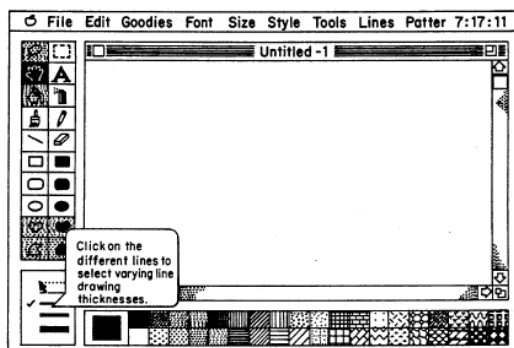 File Edit Goodies Font Size Style Tools Lines Patter 7:17:11
Untitled -1
A
Click on the
different lines to
select varying line
drawing
thicknesses.